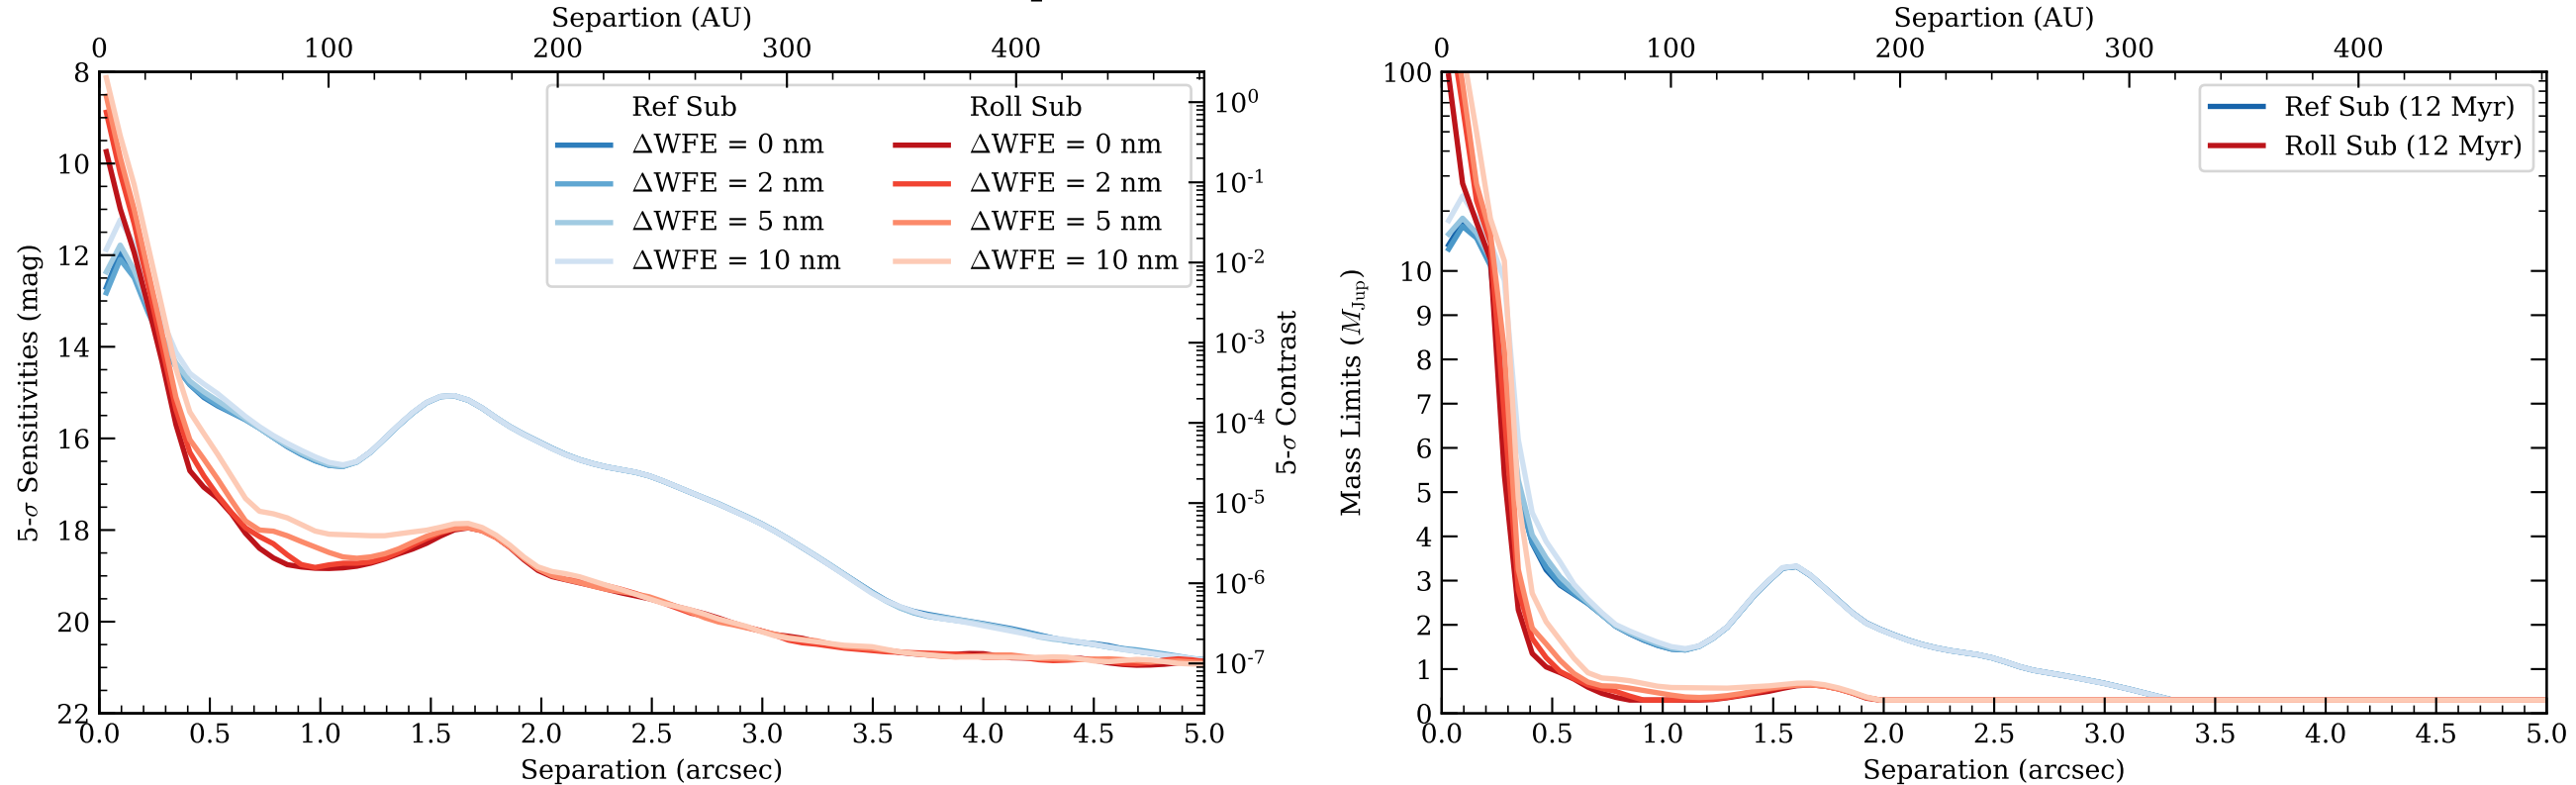 Separtion (AU)
0 100 200 300 400
8
10
12
14
16
18
20
22
5-σ Sensitivities (mag)
Ref Sub
ΔWFE = 0 nm
ΔWFE = 2 nm
ΔWFE = 5 nm
ΔWFE = 10 nm
Roll Sub
ΔWFE = 0 nm
ΔWFE = 2 nm
ΔWFE = 5 nm
ΔWFE = 10 nm
10⁰
10⁻¹
10⁻²
10⁻³
10⁻⁴
10⁻⁵
10⁻⁶
10⁻⁷
5-σ Contrast
0.0 0.5 1.0 1.5 2.0 2.5 3.0 3.5 4.0 4.5 5.0
Separation (arcsec)
Separtion (AU)
0 100 200 300 400
100
10
9
8
7
6
5
4
3
2
1
0
Mass Limits (M_Jup)
Ref Sub (12 Myr)
Roll Sub (12 Myr)
0.0 0.5 1.0 1.5 2.0 2.5 3.0 3.5 4.0 4.5 5.0
Separation (arcsec)